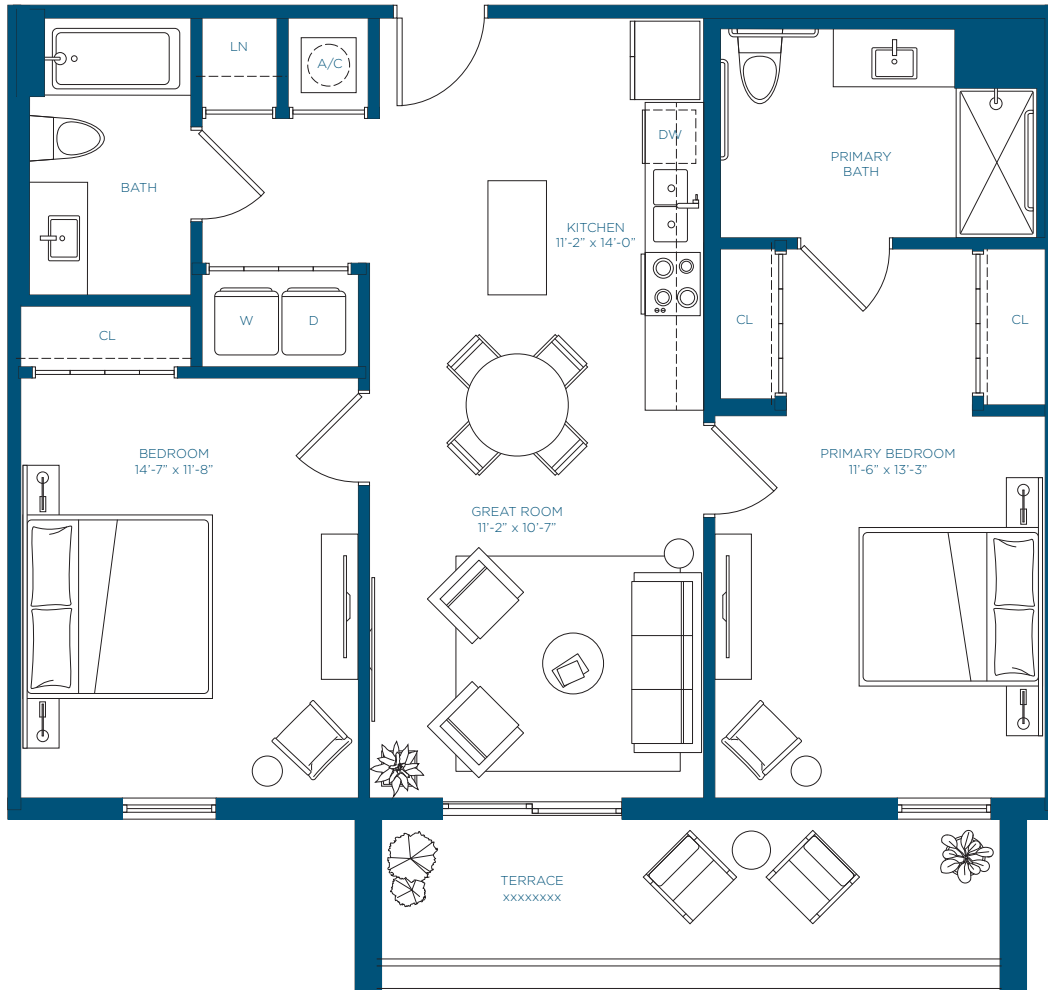 LN
A/C
DW
PRIMARY
BATH
BATH
KITCHEN
11'-2" x 14'-0"
W
D
CL
CL
CL
BEDROOM
14'-7" x 11'-8"
PRIMARY BEDROOM
11'-6" x 13'-3"
GREAT ROOM
11'-2" x 10'-7"
TERRACE
xxxxxxxx